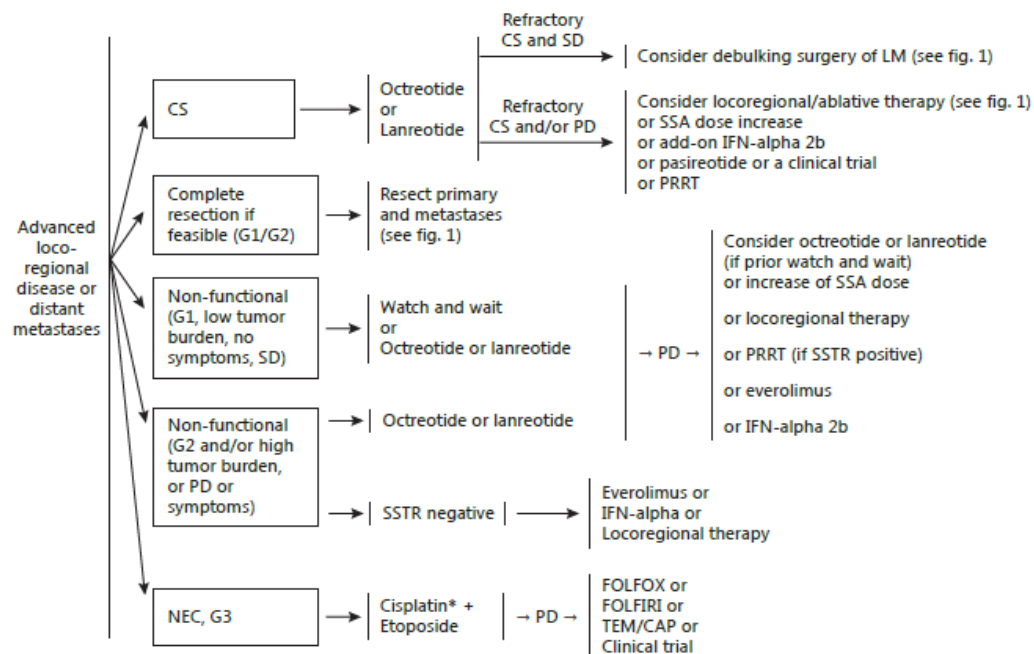 Advanced
loco-
regional
disease or
distant
metastases
CS
Octreotide
or
Lanreotide
Refractory
CS and SD
Consider debulking surgery of LM (see fig. 1)
Refractory
CS and/or PD
Consider locoregional/ablative therapy (see fig. 1)
or SSA dose increase
or add-on IFN-alpha 2b
or pasireotide or a clinical trial
or PRRT
Complete
resection if
feasible (G1/G2)
Resect primary
and metastases
(see fig. 1)
Non-functional
(G1, low tumor
burden, no
symptoms, SD)
Watch and wait
or
Octreotide or lanreotide
Non-functional
(G2 and/or high
tumor burden,
or PD or
symptoms)
Octreotide or lanreotide
→ PD →
Consider octreotide or lanreotide
(if prior watch and wait)
or increase of SSA dose
or locoregional therapy
or PRRT (if SSTR positive)
or everolimus
or IFN-alpha 2b
SSTR negative
Everolimus or
IFN-alpha or
Locoregional therapy
NEC, G3
Cisplatin* +
Etoposide
→ PD →
FOLFOX or
FOLFIRI or
TEM/CAP or
Clinical trial